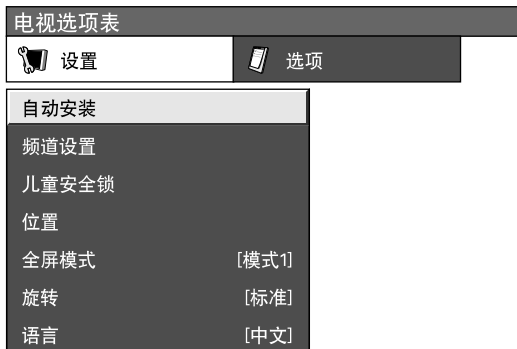 电视选项表
设置 选项
自动安装
频道设置
儿童安全锁
位置
全屏模式 [模式1]
旋转 [标准]
语言 [中文]